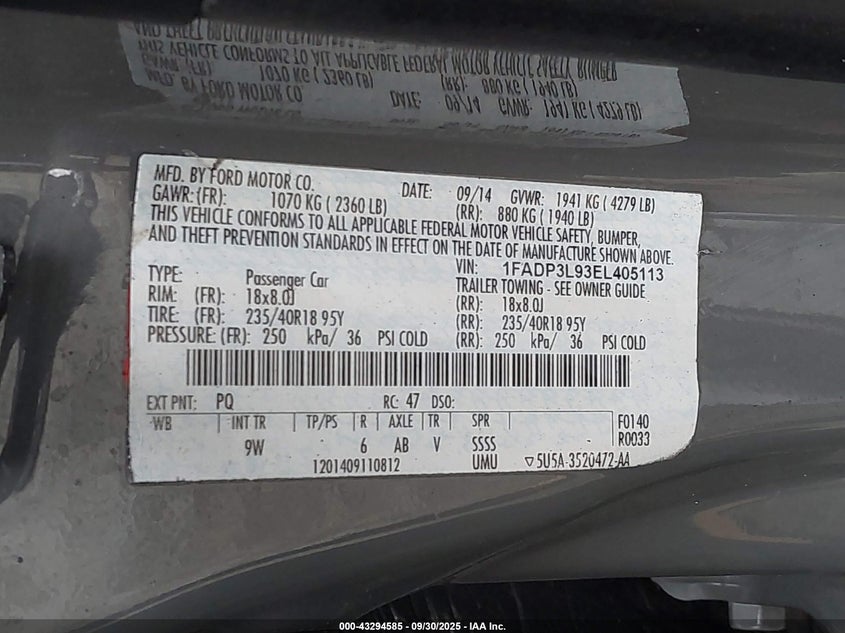 MFD. BY FORD MOTOR CO. DATE: 09/14 GVWR: 1941 KG ( 4279 LB)
GAWR: (FR): 1070 KG ( 2360 LB) (RR): 880 KG ( 1940 LB)
THIS VEHICLE CONFORMS TO ALL APPLICABLE FEDERAL MOTOR VEHICLE SAFETY, BUMPER,
AND THEFT PREVENTION STANDARDS IN EFFECT ON THE DATE OF MANUFACTURE SHOWN ABOVE.
VIN: 1FADP3L93EL405113
TYPE: Passenger Car TRAILER TOWING - SEE OWNER GUIDE
RIM: (FR): 18x8.0J (RR): 18x8.0J
TIRE: (FR): 235/40R18 95Y (RR): 235/40R18 95Y
PRESSURE: (FR): 250 kPa/ 36 PSI COLD (RR): 250 kPa/ 36 PSI COLD
EXT PNT: PQ RC: 47 DSO:
WB INT TR TP/PS R AXLE TR SPR F0140
9W 6 AB V SSSS R0033
1201409110812 UMU ▽5U5A-3520472-AA
000-43294585 - 09/30/2025 - IAA Inc.